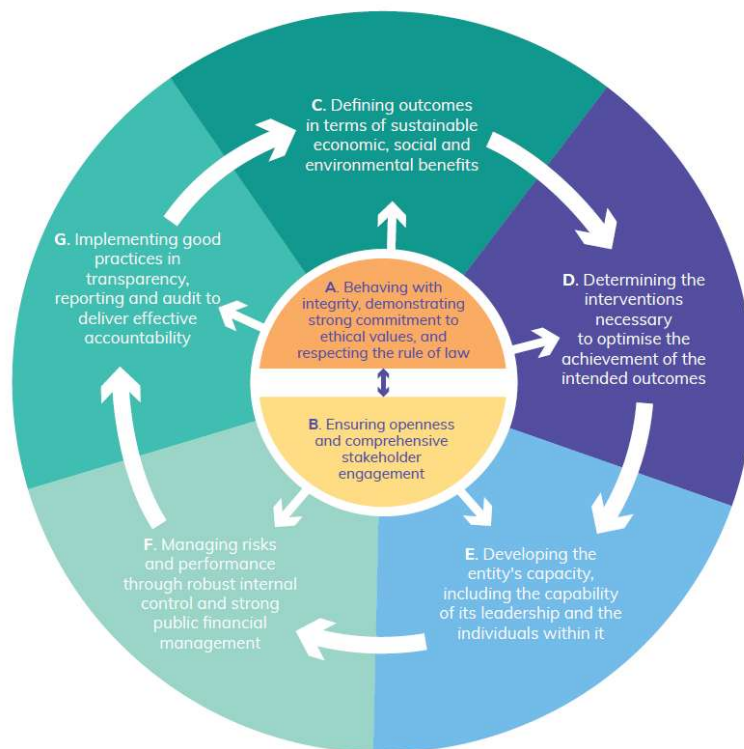 C. Defining outcomes
in terms of sustainable
economic, social and
environmental benefits
G. Implementing good
practices in
transparency,
reporting and audit to
deliver effective
accountability
A. Behaving with
integrity, demonstrating
strong commitment to
ethical values, and
respecting the rule of law
D. Determining the
interventions
necessary
to optimise the
achievement of the
intended outcomes
B. Ensuring openness
and comprehensive
stakeholder
engagement
F. Managing risks
and performance
through robust internal
control and strong
public financial
management
E. Developing the
entity's capacity,
including the capability
of its leadership and the
individuals within it